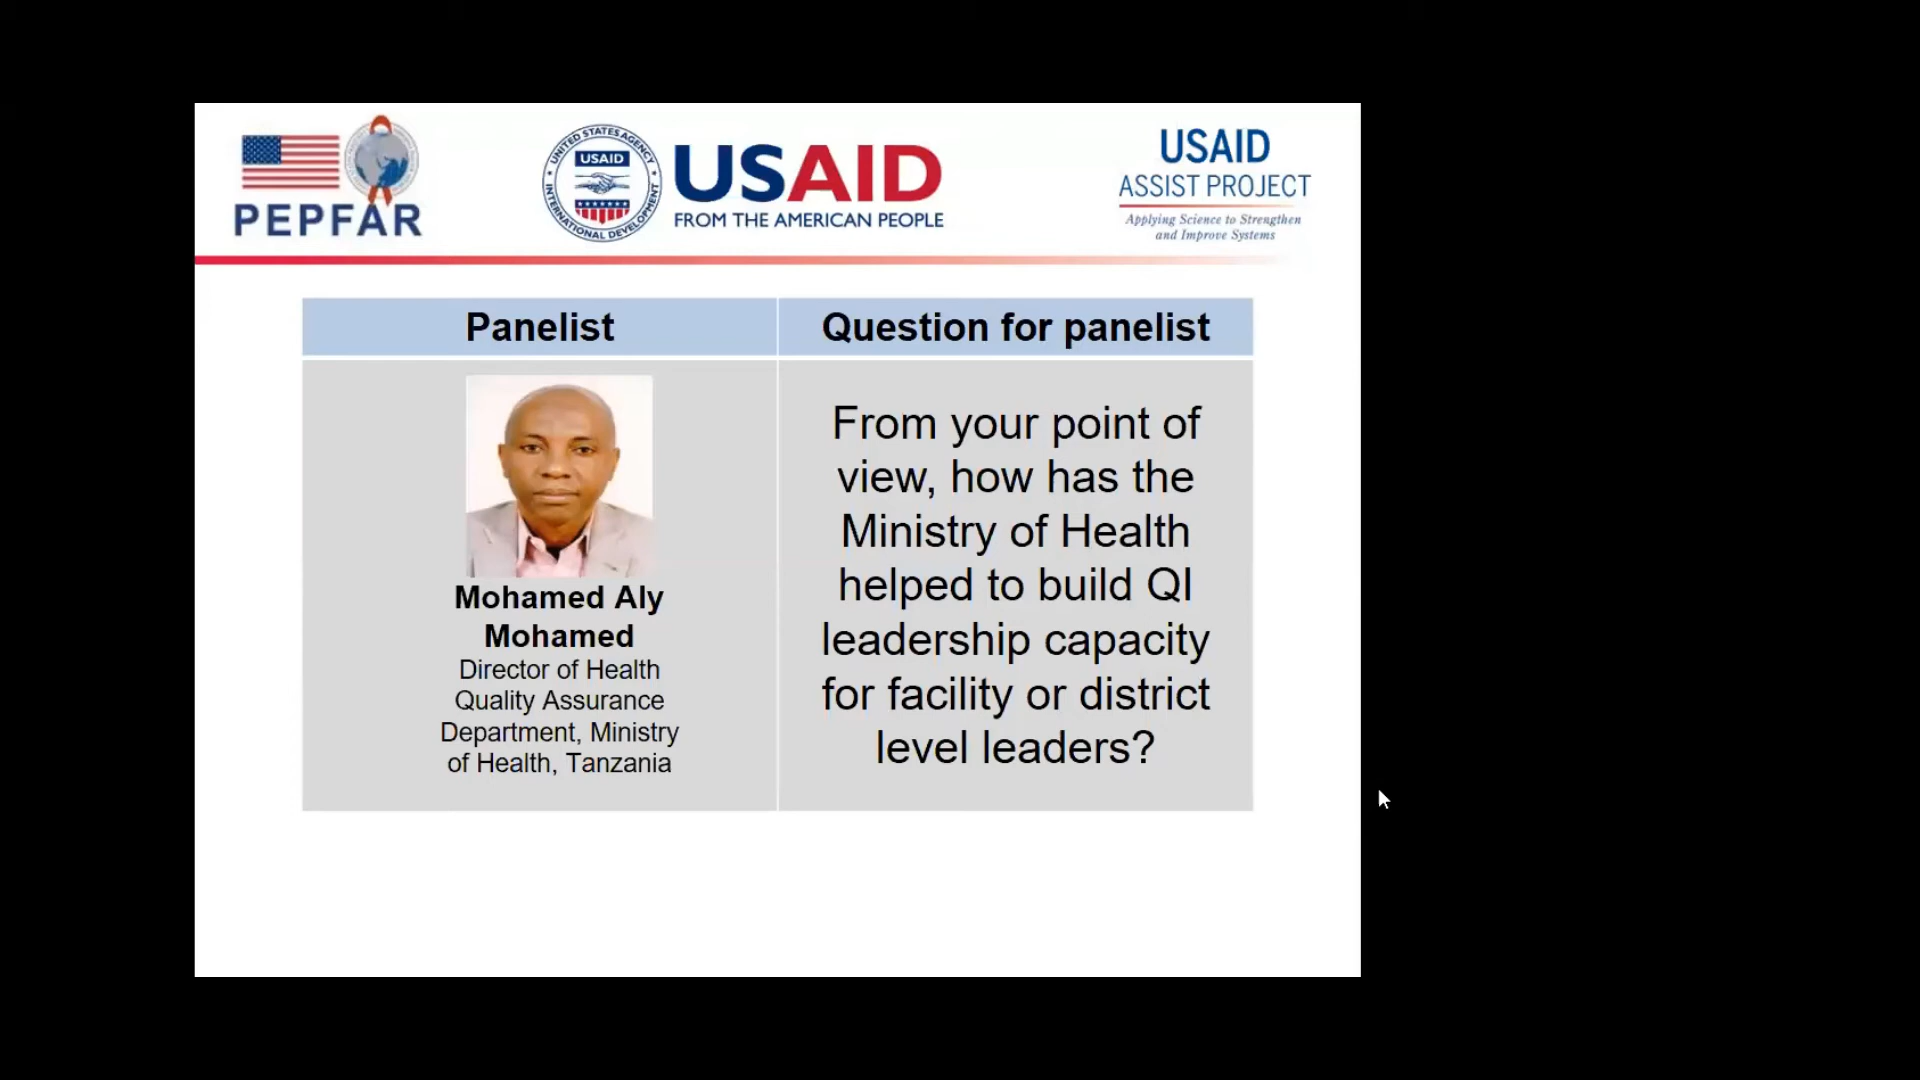 PEPFAR
UNITED STATES AGENCY
USAID
INTERNATIONAL DEVELOPMENT
USAID
FROM THE AMERICAN PEOPLE
USAID
ASSIST PROJECT
Applying Science to Strengthen
and Improve Systems
Panelist
Question for panelist
Mohamed Aly
Mohamed
Director of Health
Quality Assurance
Department, Ministry
of Health, Tanzania
From your point of
view, how has the
Ministry of Health
helped to build QI
leadership capacity
for facility or district
level leaders?